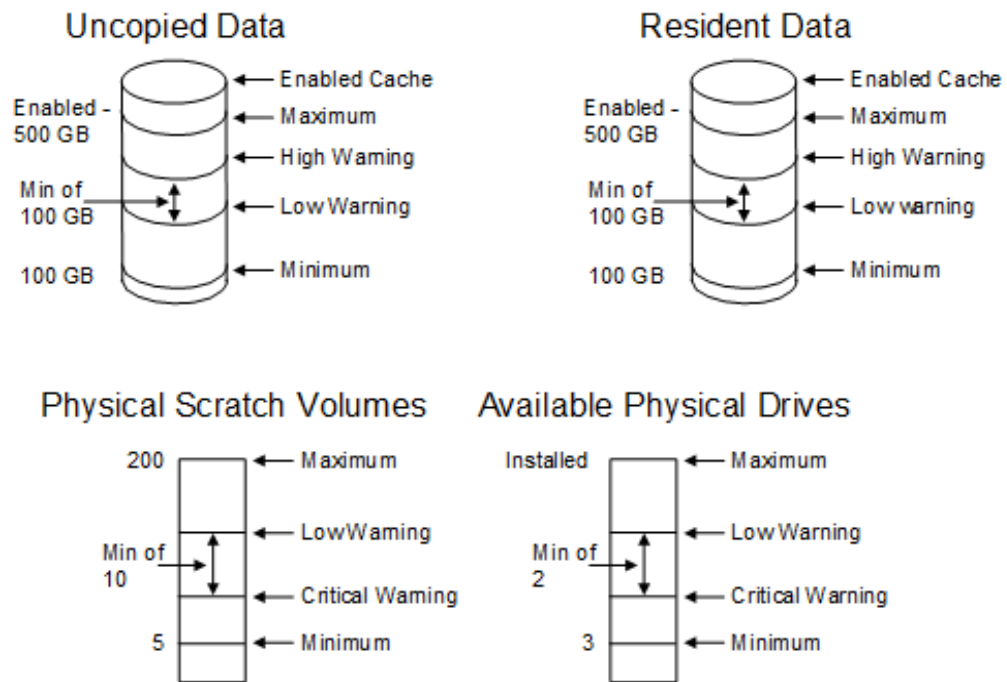 Uncopied Data
Enabled Cache
Enabled -
500 GB
Maximum
High Warning
Min of
100 GB
Low Warning
100 GB
Minimum
Resident Data
Enabled Cache
Enabled -
500 GB
Maximum
High Warning
Min of
100 GB
Low warning
100 GB
Minimum
Physical Scratch Volumes
200
Maximum
Low Warning
Min of
10
Critical Warning
5
Minimum
Available Physical Drives
Installed
Maximum
Low Warning
Min of
2
Critical Warning
3
Minimum